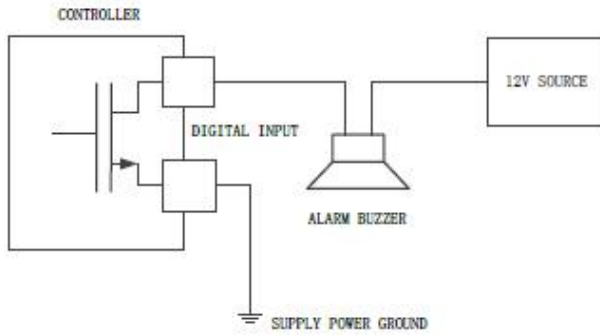 CONTROLLER
12V SOURCE
DIGITAL INPUT
ALARM BUZZER
SUPPLY POWER GROUND